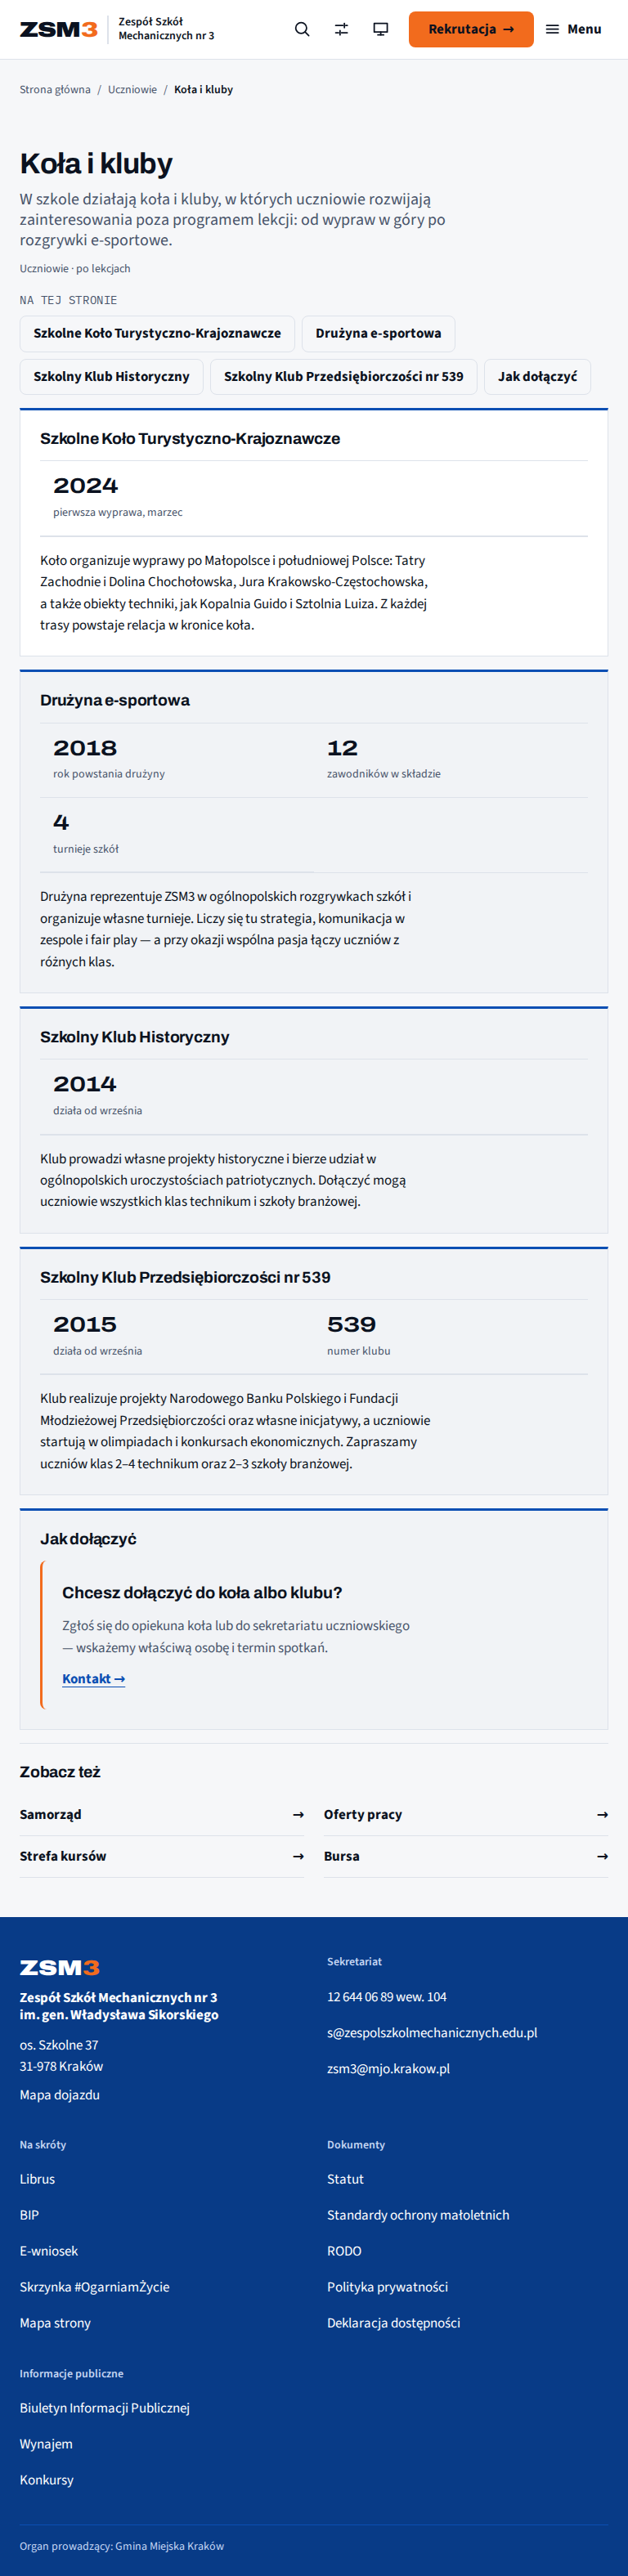 ZSM3
Zespół Szkół
Mechanicznych nr 3
Rekrutacja →
Menu
Strona główna / Uczniowie / Koła i kluby
Koła i kluby
W szkole działają koła i kluby, w których uczniowie rozwijają
zainteresowania poza programem lekcji: od wypraw w góry po
rozgrywki e-sportowe.
Uczniowie · po lekcjach
NA TEJ STRONIE
Szkolne Koło Turystyczno-Krajoznawcze
Drużyna e-sportowa
Szkolny Klub Historyczny
Szkolny Klub Przedsiębiorczości nr 539
Jak dołączyć
Szkolne Koło Turystyczno-Krajoznawcze
2024
pierwsza wyprawa, marzec
Koło organizuje wyprawy po Małopolsce i południowej Polsce: Tatry
Zachodnie i Dolina Chochołowska, Jura Krakowsko-Częstochowska,
a także obiekty techniki, jak Kopalnia Guido i Sztolnia Luiza. Z każdej
trasy powstaje relacja w kronice koła.
Drużyna e-sportowa
2018
rok powstania drużyny
12
zawodników w składzie
4
turnieje szkół
Drużyna reprezentuje ZSM3 w ogólnopolskich rozgrywkach szkół i
organizuje własne turnieje. Liczy się tu strategia, komunikacja w
zespole i fair play — a przy okazji wspólna pasja łączy uczniów z
różnych klas.
Szkolny Klub Historyczny
2014
działa od września
Klub prowadzi własne projekty historyczne i bierze udział w
ogólnopolskich uroczystościach patriotycznych. Dołączyć mogą
uczniowie wszystkich klas technikum i szkoły branżowej.
Szkolny Klub Przedsiębiorczości nr 539
2015
działa od września
539
numer klubu
Klub realizuje projekty Narodowego Banku Polskiego i Fundacji
Młodzieżowej Przedsiębiorczości oraz własne inicjatywy, a uczniowie
startują w olimpiadach i konkursach ekonomicznych. Zapraszamy
uczniów klas 2–4 technikum oraz 2–3 szkoły branżowej.
Jak dołączyć
Chcesz dołączyć do koła albo klubu?
Zgłoś się do opiekuna koła lub do sekretariatu uczniowskiego
— wskażemy właściwą osobę i termin spotkań.
Kontakt →
Zobacz też
Samorząd →
Oferty pracy →
Strefa kursów →
Bursa →
ZSM3
Zespół Szkół Mechanicznych nr 3
im. gen. Władysława Sikorskiego
os. Szkolne 37
31-978 Kraków
Mapa dojazdu
Sekretariat
12 644 06 89 wew. 104
s@zespolszkolmechanicznych.edu.pl
zsm3@mjo.krakow.pl
Na skróty
Librus
BIP
E-wniosek
Skrzynka #OgarniamŻycie
Mapa strony
Dokumenty
Statut
Standardy ochrony małoletnich
RODO
Polityka prywatności
Deklaracja dostępności
Informacje publiczne
Biuletyn Informacji Publicznej
Wynajem
Konkursy
Organ prowadzący: Gmina Miejska Kraków